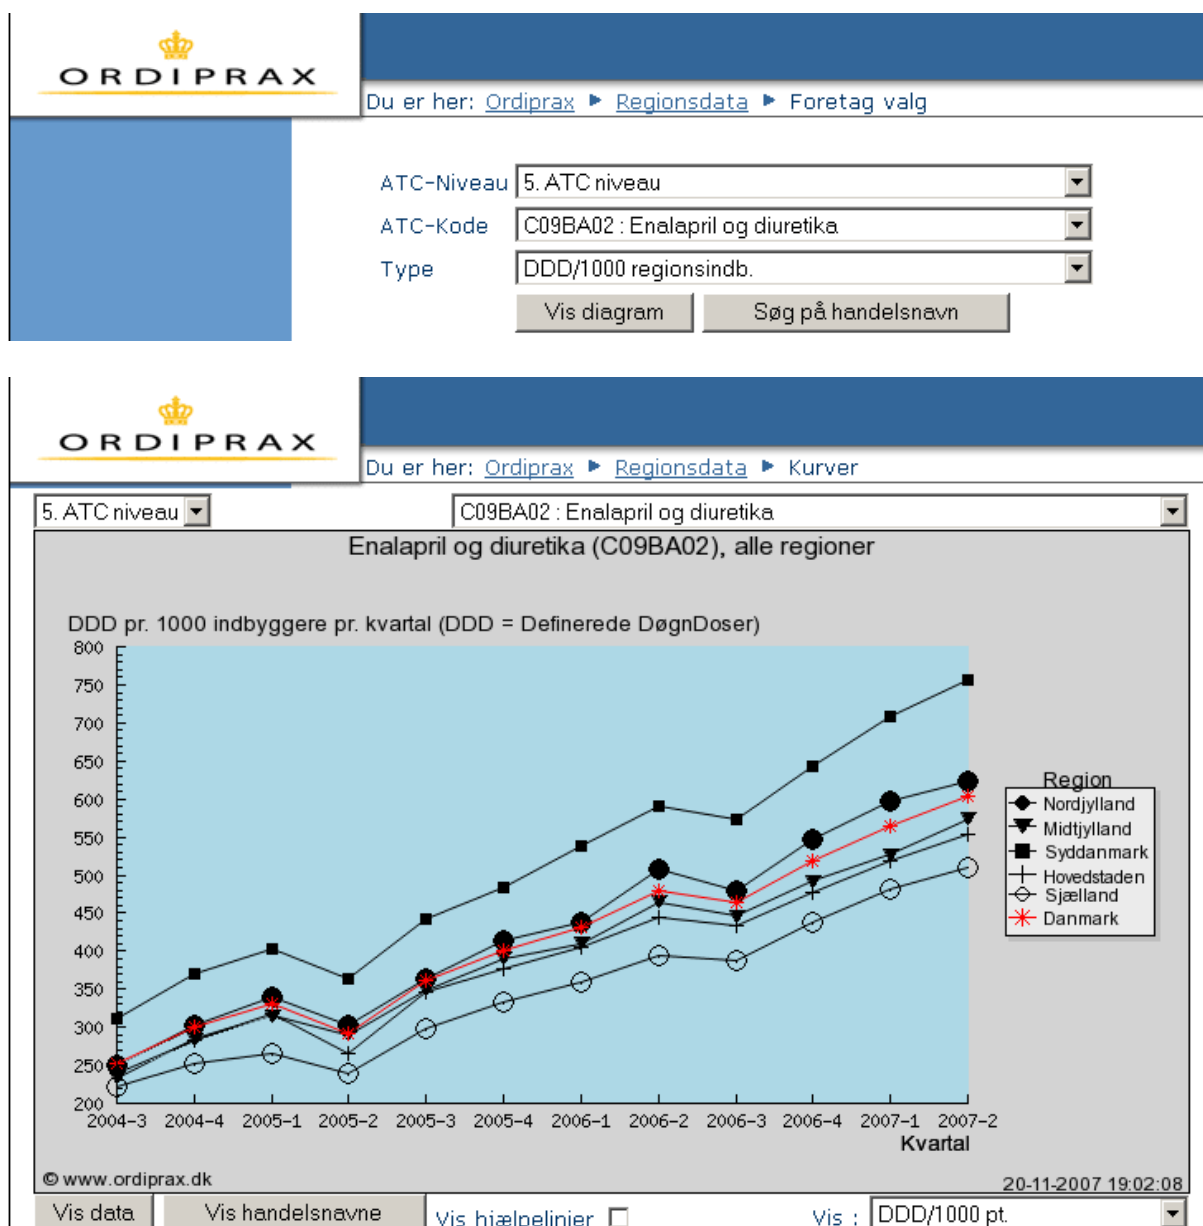 ORDIPRAX
Du er her: Ordiprax ▶ Regionsdata ▶ Foretag valg
ATC-Niveau 5. ATC niveau
ATC-Kode C09BA02 : Enalapril og diuretika
Type DDD/1000 regionsindb.
Vis diagram Søg på handelsnavn
ORDIPRAX
Du er her: Ordiprax ▶ Regionsdata ▶ Kurver
5. ATC niveau C09BA02 : Enalapril og diuretika
Enalapril og diuretika (C09BA02), alle regioner
DDD pr. 1000 indbyggere pr. kvartal (DDD = Definerede DøgnDoser)
800
750
700
650
600
550
500
450
400
350
300
250
200
2004-3 2004-4 2005-1 2005-2 2005-3 2005-4 2006-1 2006-2 2006-3 2006-4 2007-1 2007-2
Kvartal
Region
Nordjylland
Midtjylland
Syddanmark
Hovedstaden
Sjælland
Danmark
© www.ordiprax.dk 20-11-2007 19:02:08
Vis data Vis handelsnavne Vis hjælpelinier Vis : DDD/1000 pt.